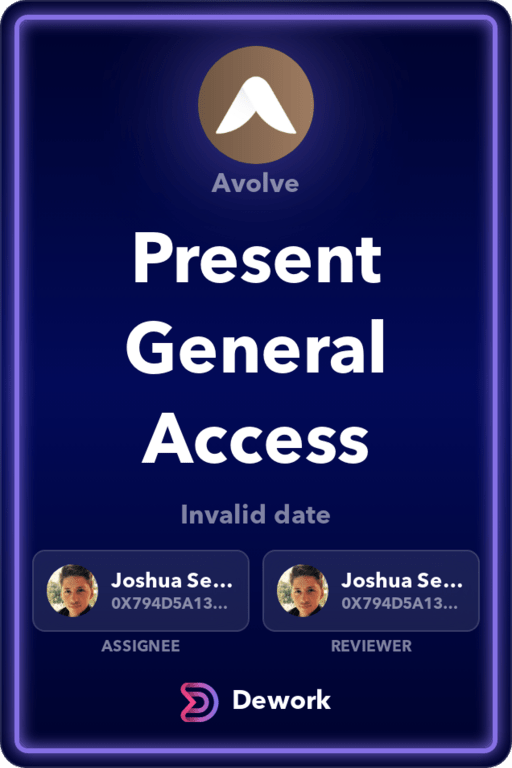 Avolve
Present
General
Access
Invalid date
Joshua Se...
0X794D5A13...
ASSIGNEE
Joshua Se...
0X794D5A13...
REVIEWER
Dework